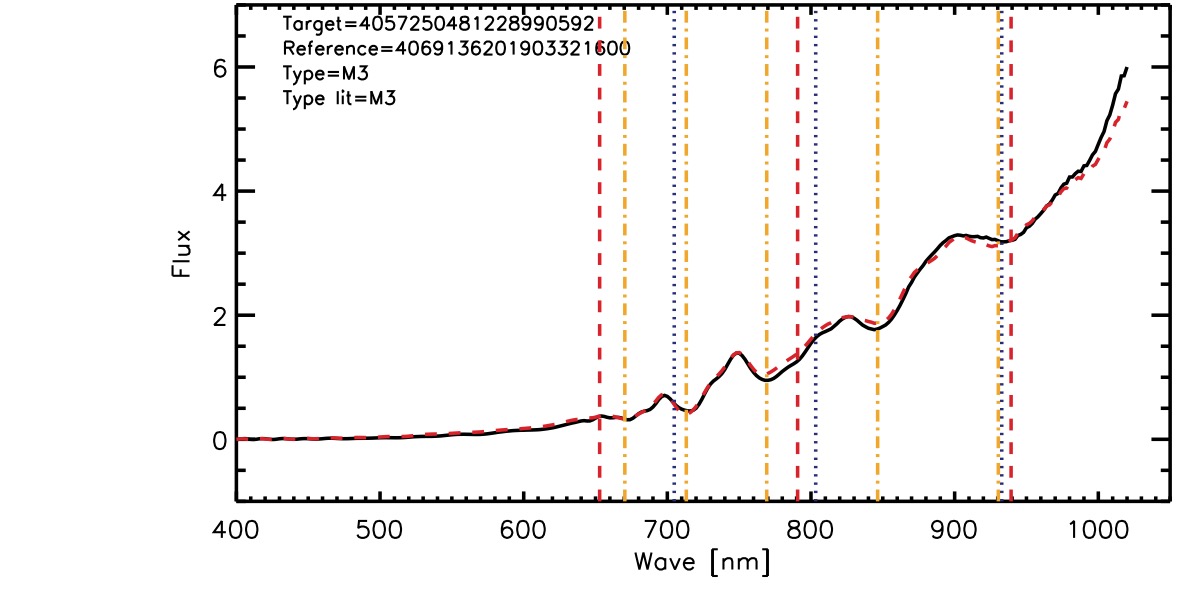 Target=4057250481228990592
Reference=4069136201903321600
Type=M3
Type lit=M3
6
4
2
0
Flux
400 500 600 700 800 900 1000
Wave [nm]